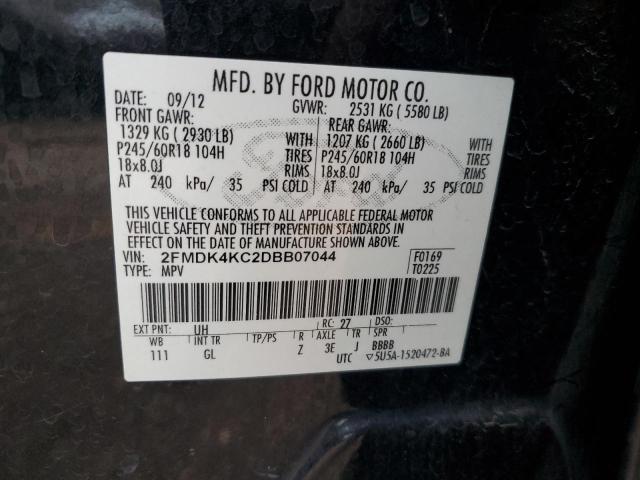 MFD. BY FORD MOTOR CO.
DATE: 09/12 GVWR: 2531 KG ( 5580 LB)
FRONT GAWR: REAR GAWR:
1329 KG ( 2930 LB) WITH 1207 KG ( 2660 LB) WITH
P245/60R18 104H TIRES P245/60R18 104H TIRES
18x8.0J RIMS 18x8.0J RIMS
AT 240 kPa/ 35 PSI COLD AT 240 kPa/ 35 PSI COLD
Ford
THIS VEHICLE CONFORMS TO ALL APPLICABLE FEDERAL MOTOR
VEHICLE SAFETY AND THEFT PREVENTION STANDARDS IN
EFFECT ON THE DATE OF MANUFACTURE SHOWN ABOVE.
VIN: 2FMDK4KC2DBB07044 F0169
TYPE: MPV T0225
EXT PNT: UH RC: 27 DSO:
WB INT TR TP/PS R AXLE TR SPR
111 GL Z 3E J BBBB
UTC ▽5U5A-1520472-BA